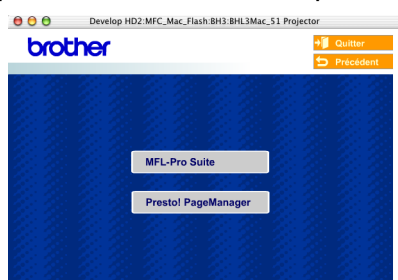 Develop HD2:MFC_Mac_Flash:BH3:BHL3Mac_51 Projector
brother
Quitter
Précédent
MFL-Pro Suite
Presto! PageManager